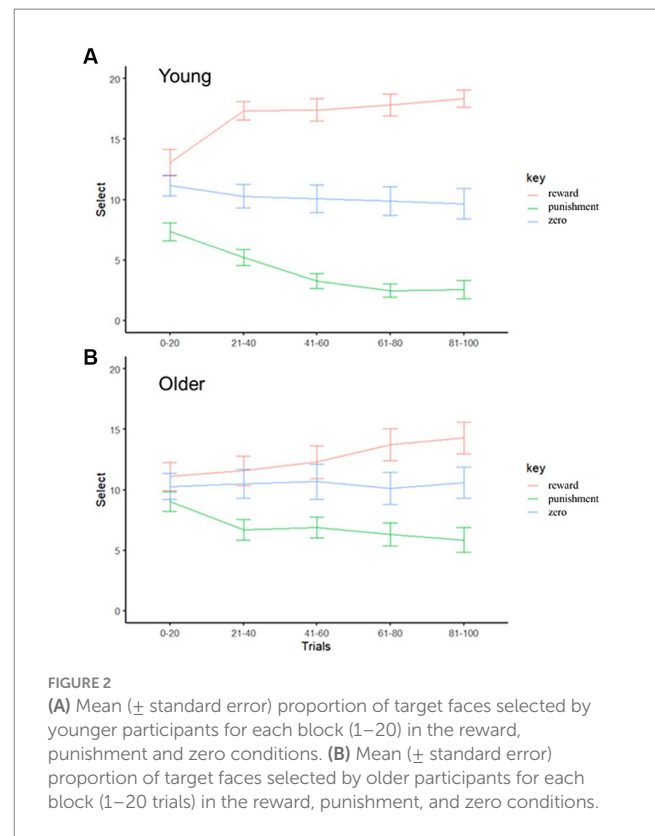 A
Young
20
15
10
5
0
Select
0-20 21-40 41-60 61-80 81-100
key
reward
punishment
zero
B
Older
20
15
10
5
0
Select
0-20 21-40 41-60 61-80 81-100
Trials
key
reward
punishment
zero
FIGURE 2
(A) Mean (± standard error) proportion of target faces selected by
younger participants for each block (1–20) in the reward,
punishment and zero conditions. (B) Mean (± standard error)
proportion of target faces selected by older participants for each
block (1–20 trials) in the reward, punishment, and zero conditions.